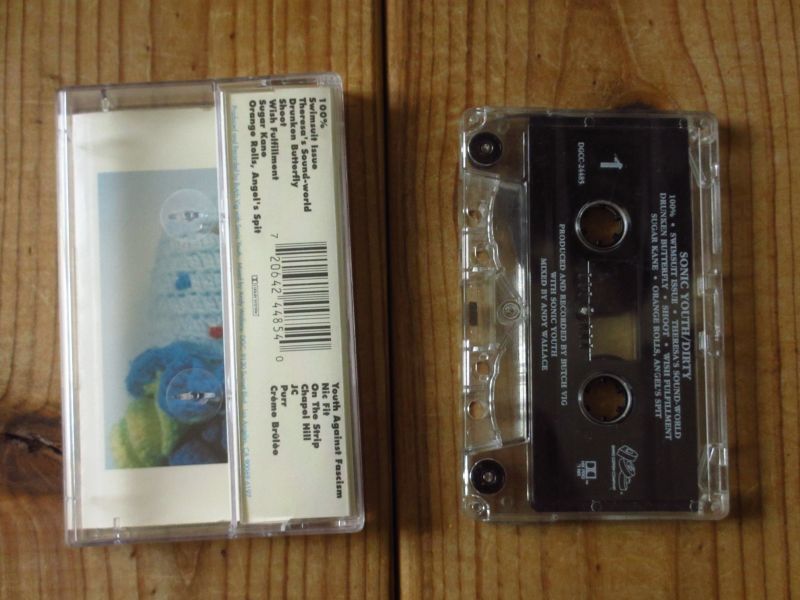 100%
Swimsuit Issue
Theresa's Sound-world
Drunken Butterfly
Shoot
Wish Fulfillment
Sugar Kane
Orange Rolls, Angel's Spit
7 20642 44854 0
Youth Against Fascism
Nic Fit
On The Strip
Chapel Hill
JC
Purr
Crème Brûlèe
SONIC YOUTH/DIRTY
100% • SWIMSUIT ISSUE • THERESA'S SOUND-WORLD
DRUNKEN BUTTERFLY • SHOOT • WISH FULFILLMENT
SUGAR KANE • ORANGE ROLLS, ANGEL'S SPIT
1
DGCC-24485
PRODUCED AND RECORDED BY BUTCH VIG
WITH SONIC YOUTH
MIXED BY ANDY WALLACE